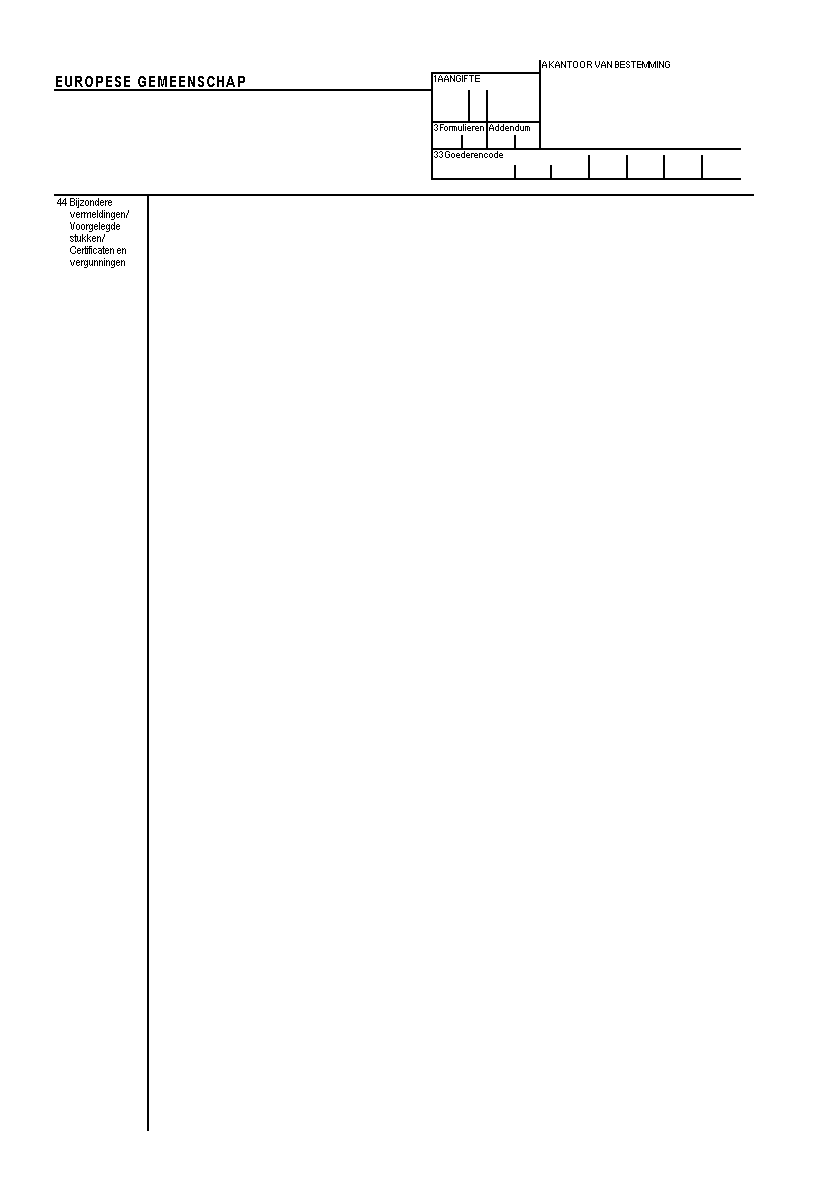 A KANTOOR VAN BESTEMMING
EUROPESE GEMEENSCHAP
1 AANGIFTE
3 Formulieren Addendum
33 Goederencode
44 Bijzondere
vermeldingen/
Voorgelegde
stukken/
Certificaten en
vergunningen